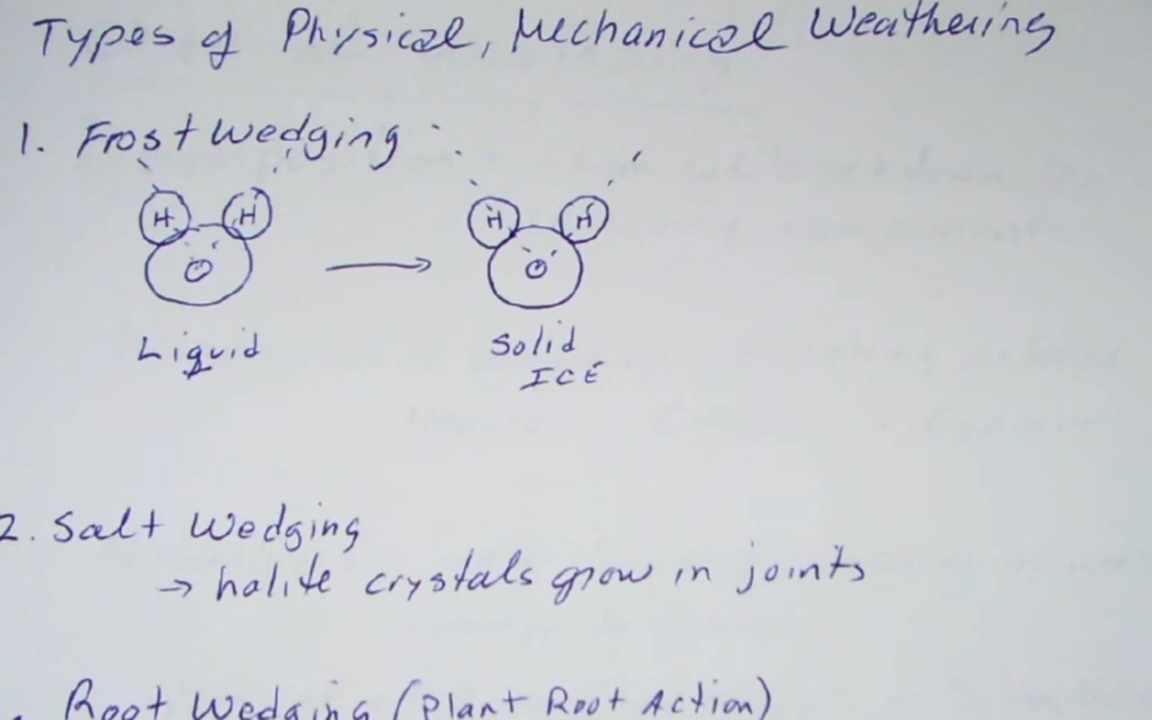 Types of Physical, Mechanical Weathering
1. Frost Wedging :
H H H H
O O
Liquid Solid
ICE
2. Salt Wedging
→ halite crystals grow in joints
Root Wedging (Plant Root Action)